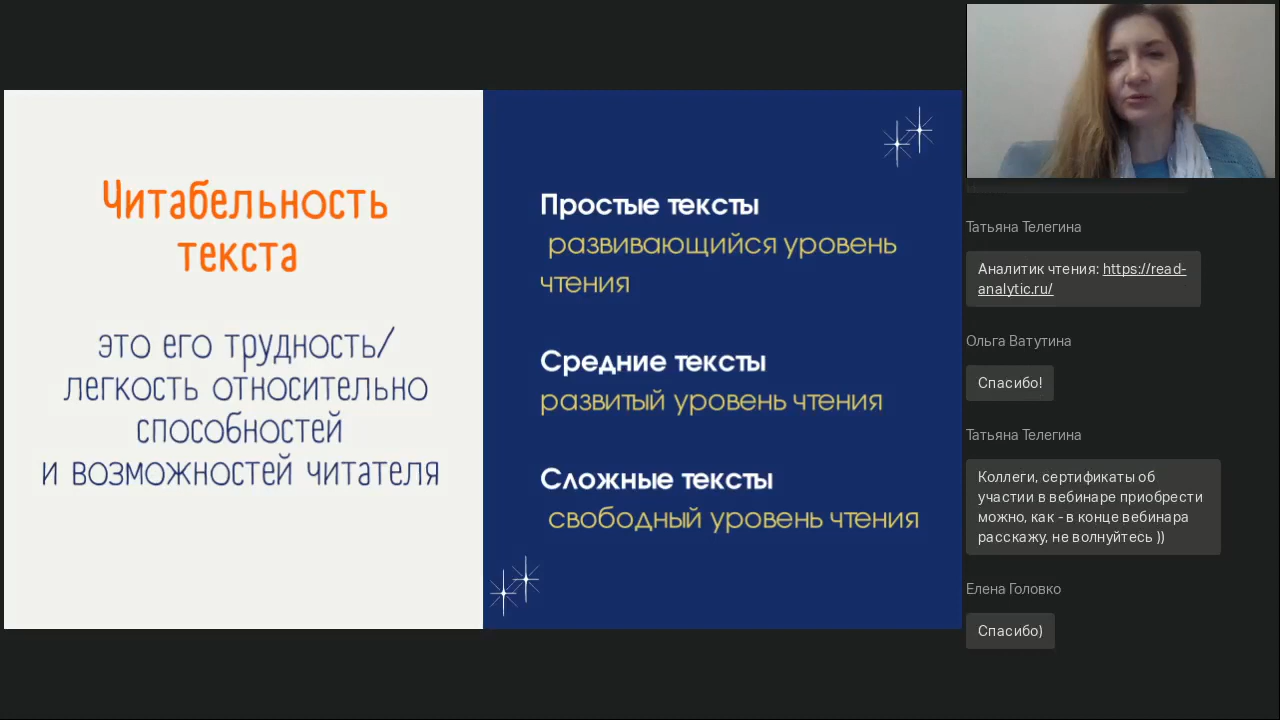 Читабельность
текста
это его трудность/
легкость относительно
способностей
и возможностей читателя
Простые тексты
развивающийся уровень
чтения
Средние тексты
развитый уровень чтения
Сложные тексты
свободный уровень чтения
Татьяна Телегина
Аналитик чтения: https://read-
analytic.ru/
Ольга Ватутина
Спасибо!
Татьяна Телегина
Коллеги, сертификаты об
участии в вебинаре приобрести
можно, как - в конце вебинара
расскажу, не волнуйтесь ))
Елена Головко
Спасибо)